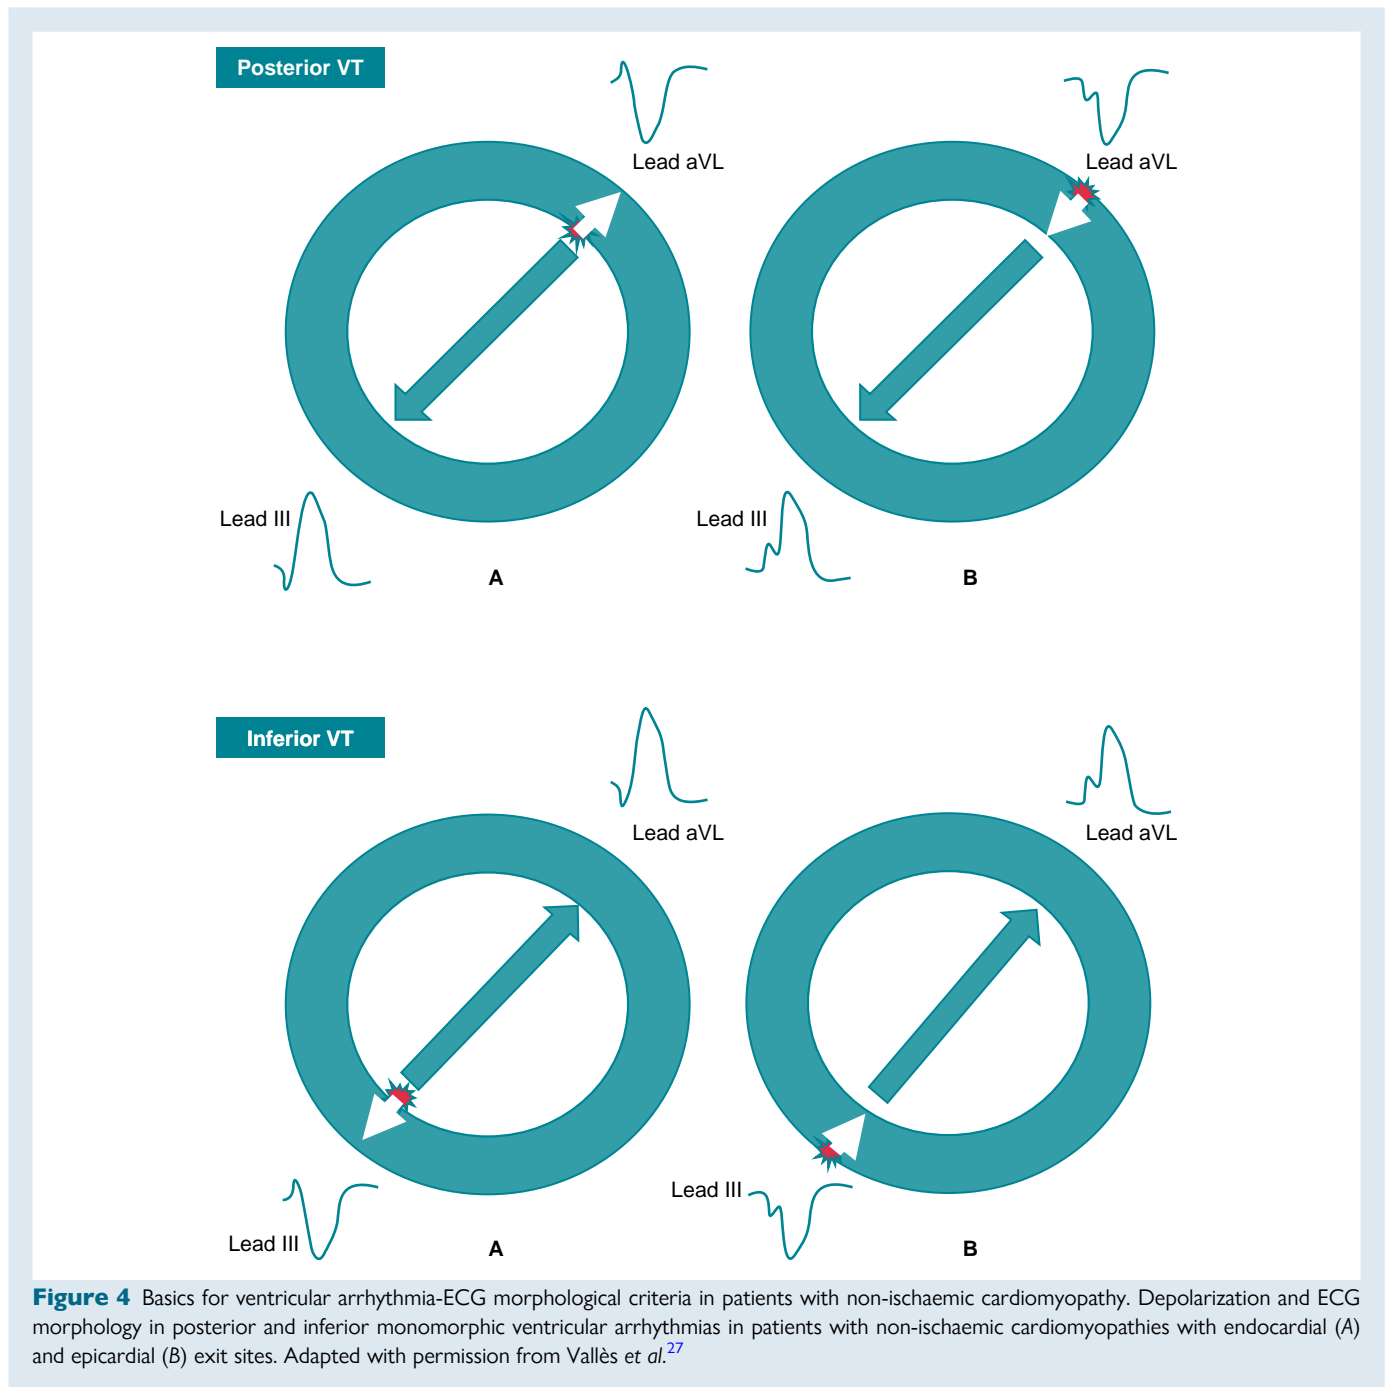 Posterior VT
Lead aVL
Lead aVL
Lead III
Lead III
A
B
Inferior VT
Lead aVL
Lead aVL
Lead III
Lead III
A
B
Figure 4 Basics for ventricular arrhythmia-ECG morphological criteria in patients with non-ischaemic cardiomyopathy. Depolarization and ECG
morphology in posterior and inferior monomorphic ventricular arrhythmias in patients with non-ischaemic cardiomyopathies with endocardial (A)
and epicardial (B) exit sites. Adapted with permission from Vallès et al.27